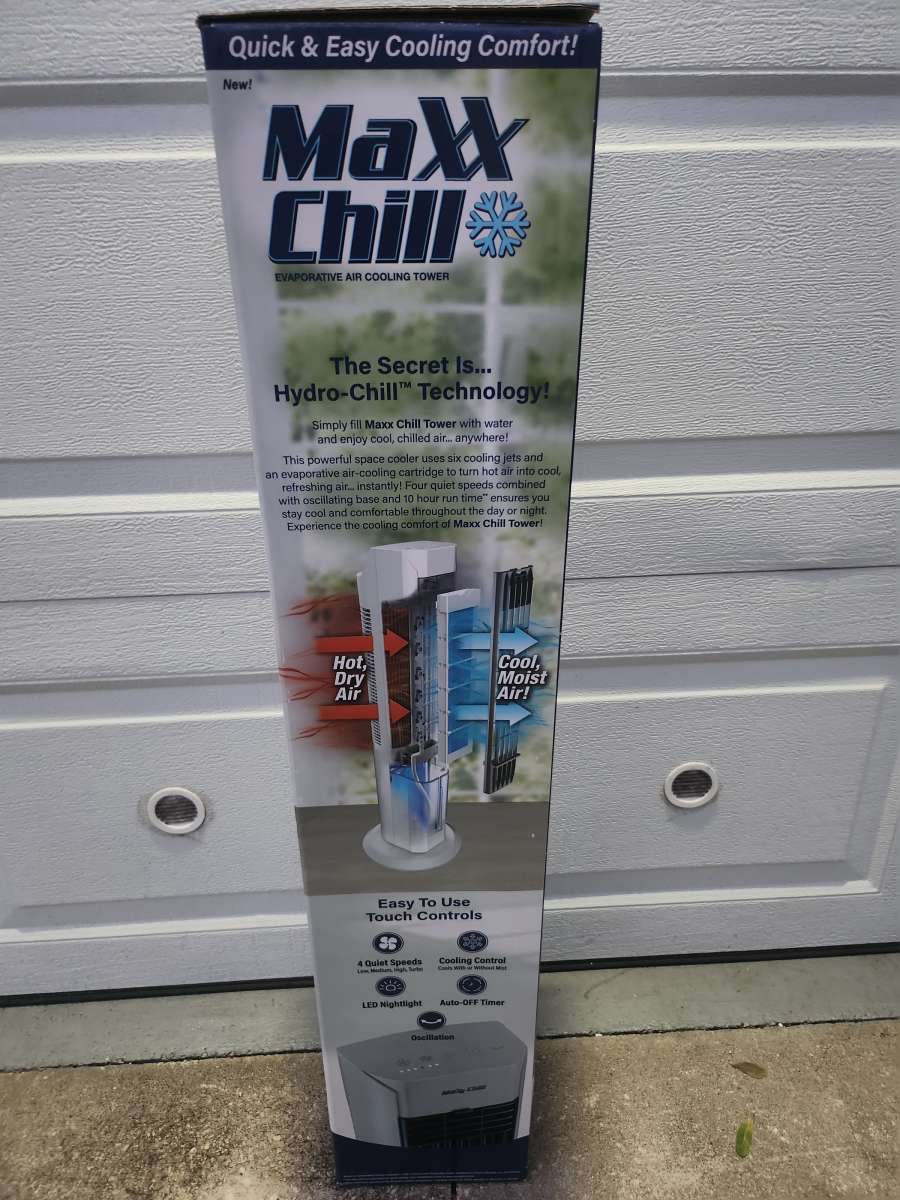 Quick & Easy Cooling Comfort!
New!
Maxx
Chill
EVAPORATIVE AIR COOLING TOWER
The Secret Is...
Hydro-Chill™ Technology!
Simply fill Maxx Chill Tower with water
and enjoy cool, chilled air... anywhere!
This powerful space cooler uses six cooling jets and
an evaporative air-cooling cartridge to turn hot air into cool,
refreshing air... instantly! Four quiet speeds combined
with oscillating base and 10 hour run time** ensures you
stay cool and comfortable throughout the day or night.
Experience the cooling comfort of Maxx Chill Tower!
Hot,
Dry
Air
Cool,
Moist
Air!
Easy To Use
Touch Controls
4 Quiet Speeds
Low, Medium, High, Turbo
Cooling Control
Cools With or Without Mist
LED Nightlight
Auto-OFF Timer
Oscillation
Maxx Chill